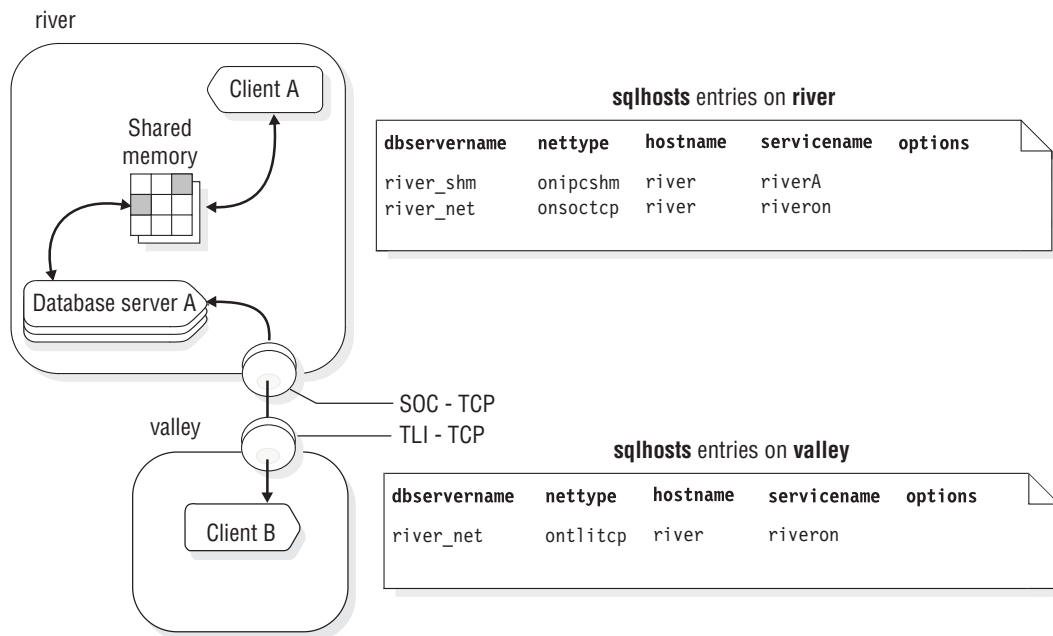 river
Client A
Shared
memory
Database server A
sqlhosts entries on river
dbservername nettype hostname servicename options
river_shm onipcshm river riverA
river_net onsoctcp river riveron
SOC - TCP
TLI - TCP
valley
Client B
sqlhosts entries on valley
dbservername nettype hostname servicename options
river_net ontlitcp river riveron